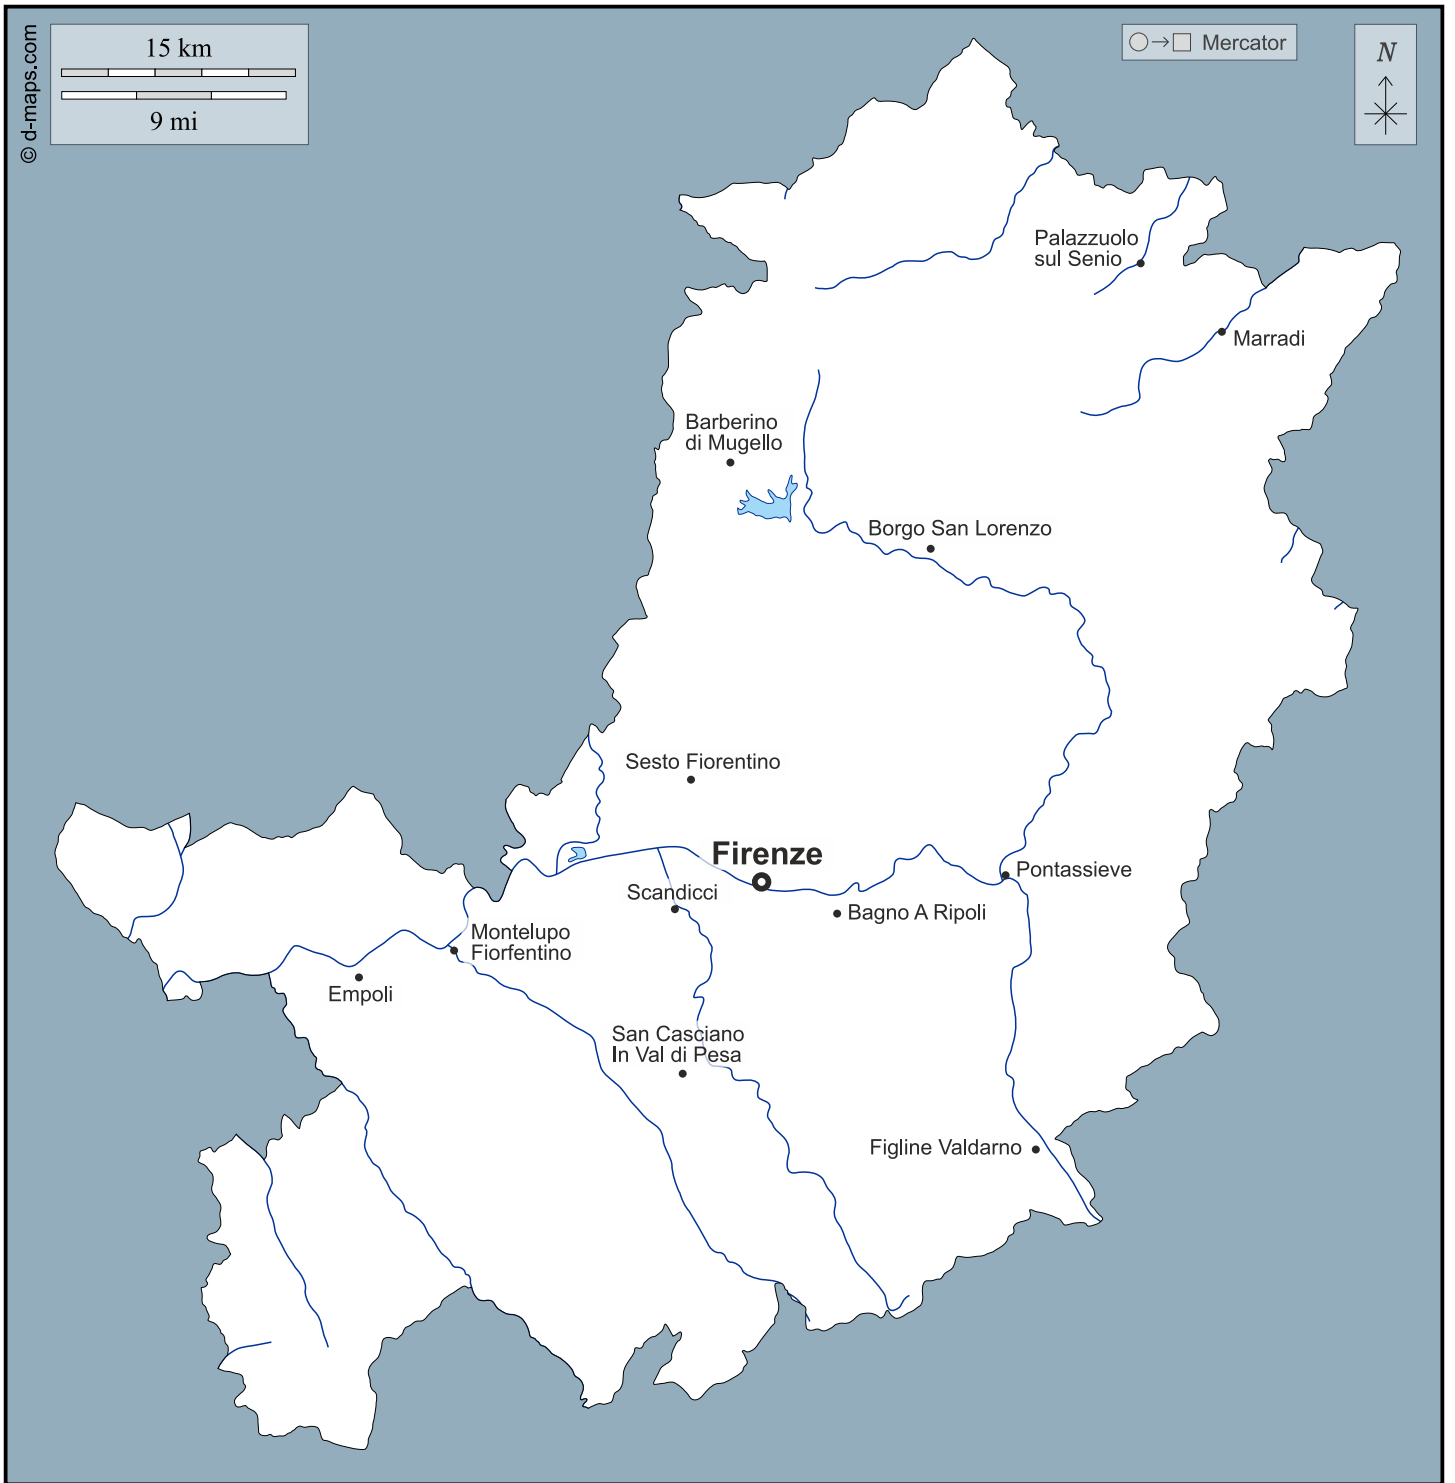 © d-maps.com
15 km
9 mi
Mercator
N
Palazzuolo
sul Senio
Marradi
Barberino
di Mugello
Borgo San Lorenzo
Sesto Fiorentino
Firenze
Pontassieve
Scandicci
Bagno A Ripoli
Montelupo
Fiorfentino
Empoli
San Casciano
In Val di Pesa
Figline Valdarno